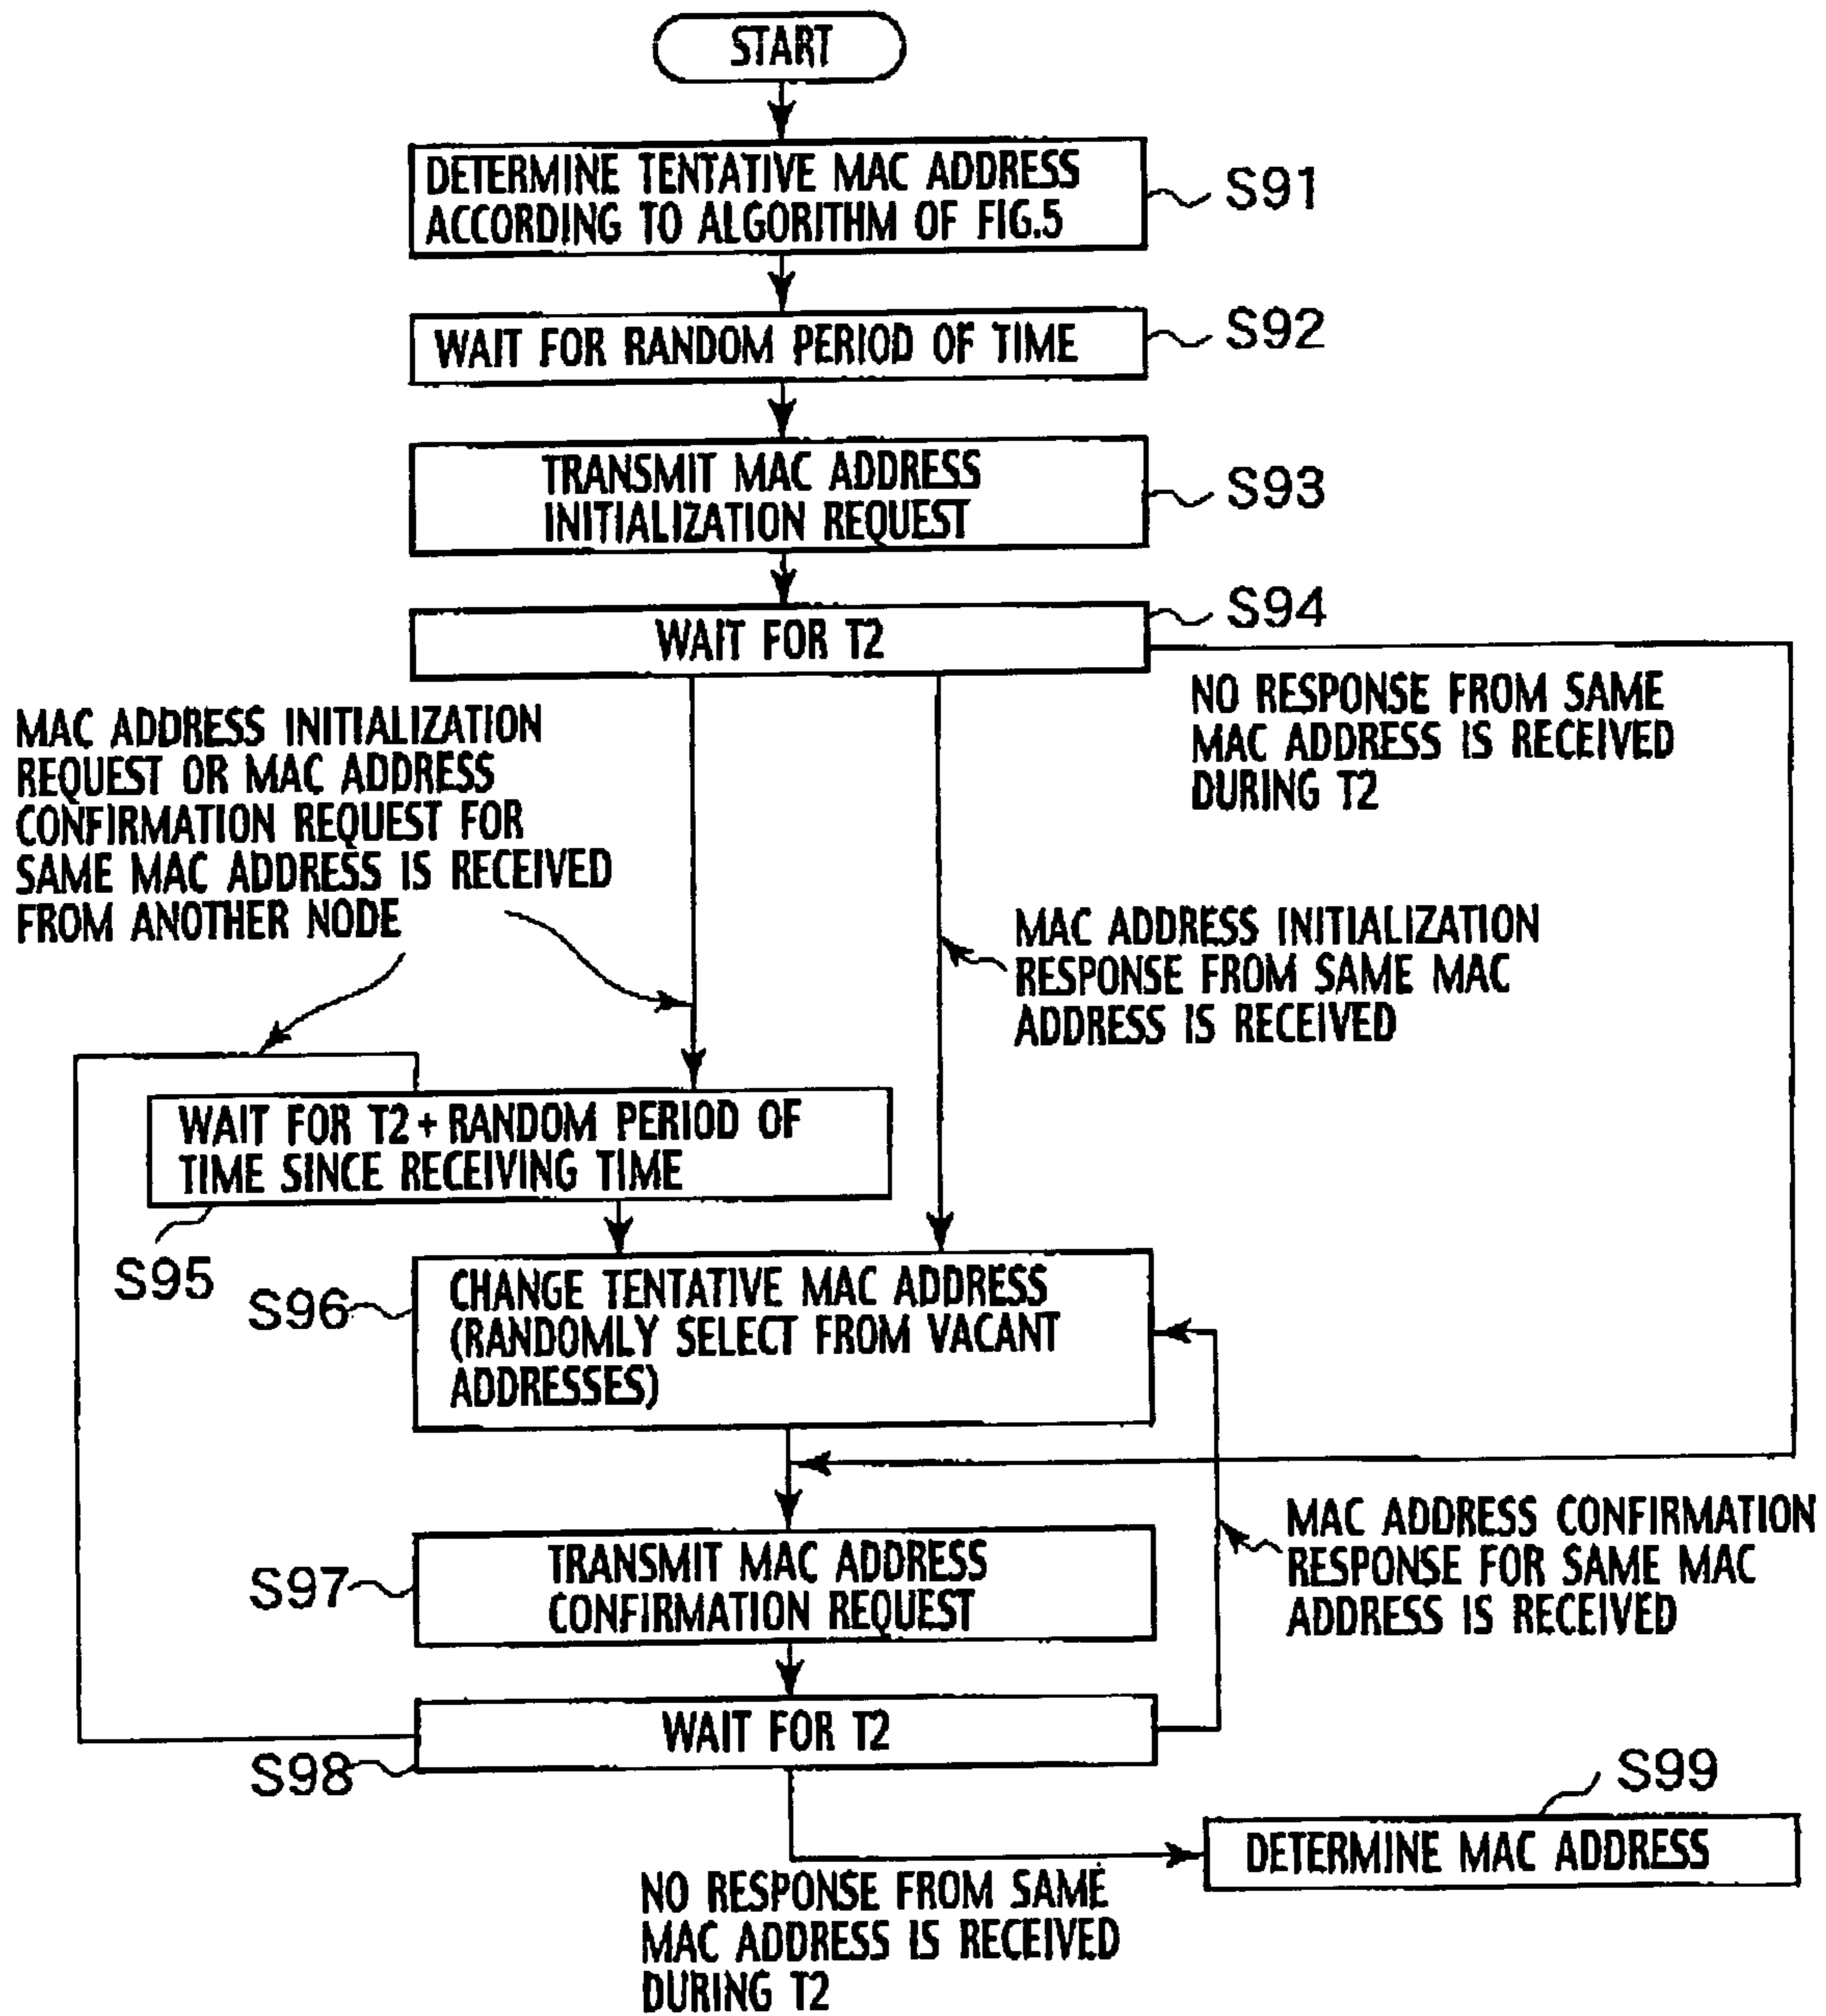 START
DETERMINE TENTATIVE MAC ADDRESS
ACCORDING TO ALGORITHM OF FIG.5
S91
WAIT FOR RANDOM PERIOD OF TIME
S92
TRANSMIT MAC ADDRESS
INITIALIZATION REQUEST
S93
WAIT FOR T2
S94
NO RESPONSE FROM SAME
MAC ADDRESS IS RECEIVED
DURING T2
MAC ADDRESS INITIALIZATION
REQUEST OR MAC ADDRESS
CONFIRMATION REQUEST FOR
SAME MAC ADDRESS IS RECEIVED
FROM ANOTHER NODE
MAC ADDRESS INITIALIZATION
RESPONSE FROM SAME MAC
ADDRESS IS RECEIVED
WAIT FOR T2+RANDOM PERIOD OF
TIME SINCE RECEIVING TIME
S95
S96
CHANGE TENTATIVE MAC ADDRESS
(RANDOMLY SELECT FROM VACANT
ADDRESSES)
S97
TRANSMIT MAC ADDRESS
CONFIRMATION REQUEST
MAC ADDRESS CONFIRMATION
RESPONSE FOR SAME MAC
ADDRESS IS RECEIVED
WAIT FOR T2
S98
S99
DETERMINE MAC ADDRESS
NO RESPONSE FROM SAME
MAC ADDRESS IS RECEIVED
DURING T2